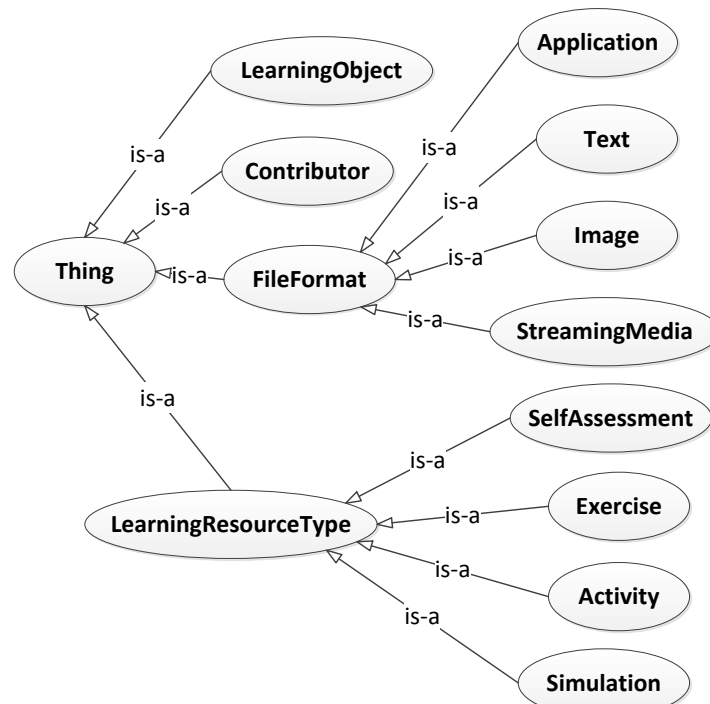 Application
LearningObject
is-a
is-a
Text
is-a
Contributor
is-a
is-a
Image
Thing
is-a
FileFormat
is-a
is-a
StreamingMedia
is-a
SelfAssessment
is-a
Exercise
LearningResourceType
is-a
is-a
Activity
is-a
Simulation